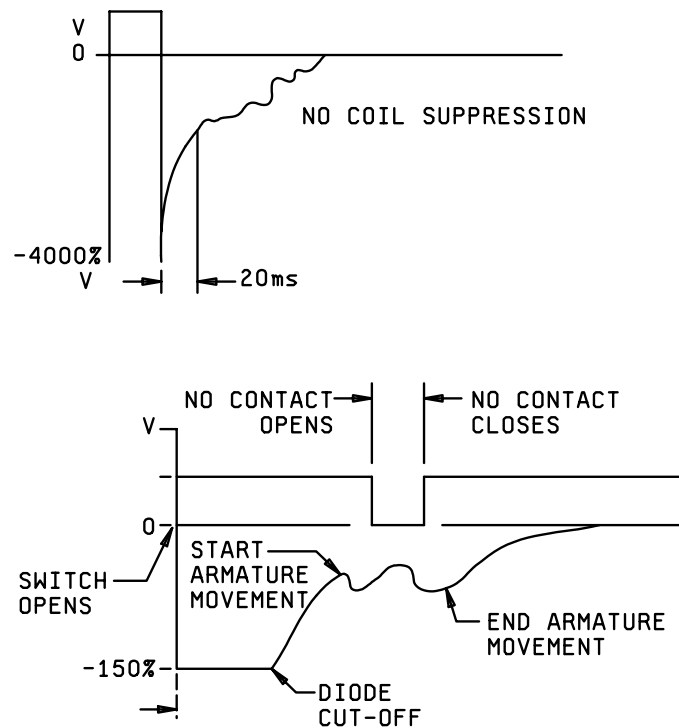 V
0
NO COIL SUPPRESSION
-4000%
V
20ms
NO CONTACT
OPENS
NO CONTACT
CLOSES
V
0
START
ARMATURE
MOVEMENT
SWITCH
OPENS
END ARMATURE
MOVEMENT
-150%
DIODE
CUT-OFF